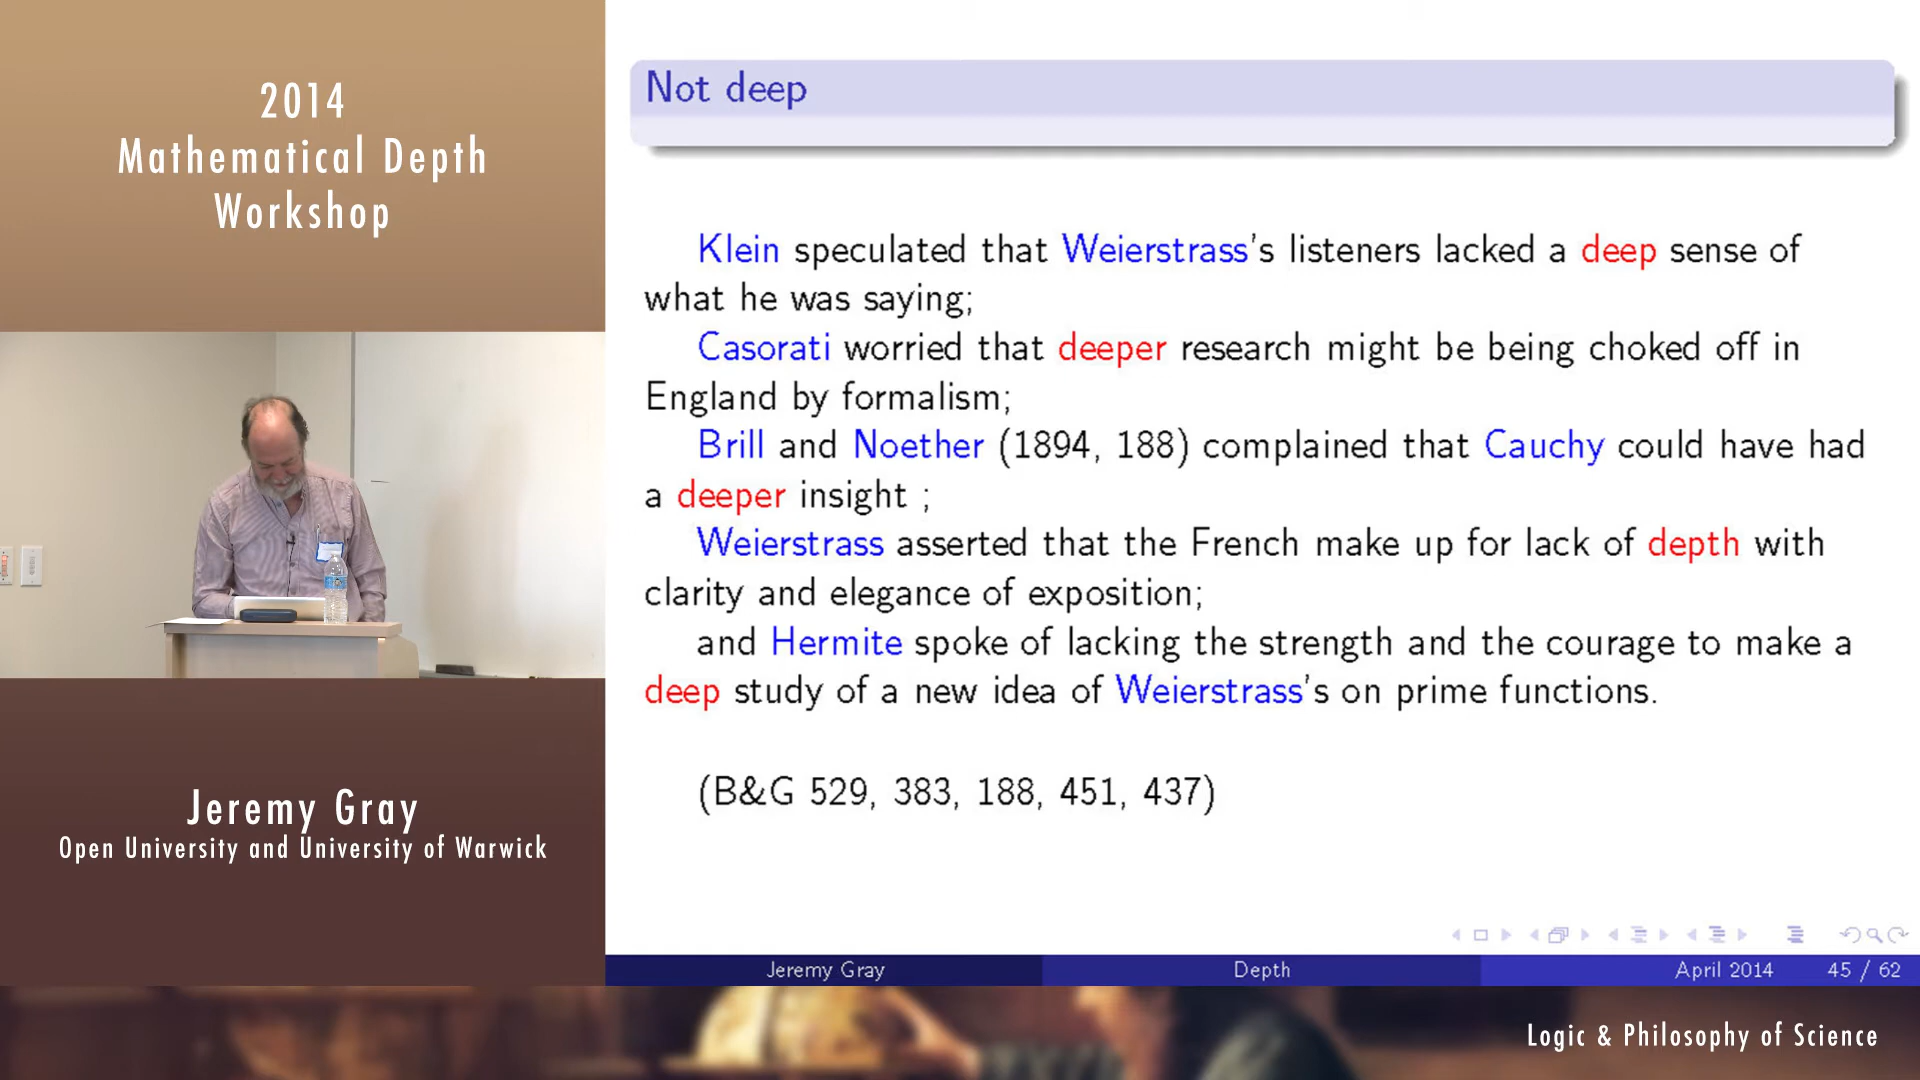 2014
Mathematical Depth
Workshop
Jeremy Gray
Open University and University of Warwick
Not deep
Klein speculated that Weierstrass's listeners lacked a deep sense of
what he was saying;
Casorati worried that deeper research might be being choked off in
England by formalism;
Brill and Noether (1894, 188) complained that Cauchy could have had
a deeper insight ;
Weierstrass asserted that the French make up for lack of depth with
clarity and elegance of exposition;
and Hermite spoke of lacking the strength and the courage to make a
deep study of a new idea of Weierstrass's on prime functions.
(B&G 529, 383, 188, 451, 437)
Jeremy Gray Depth April 2014 45 / 62
Logic & Philosophy of Science